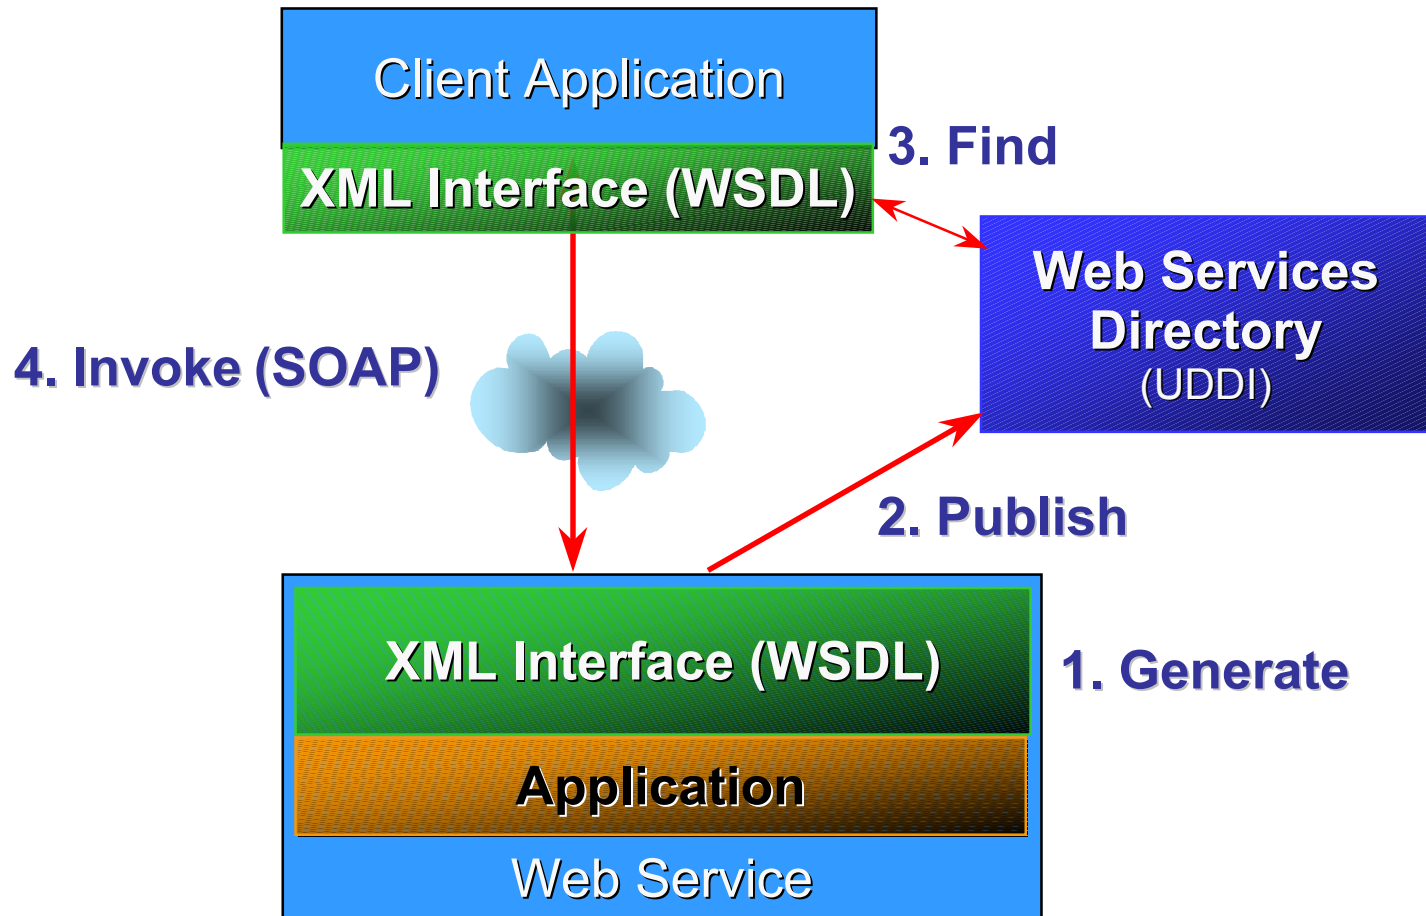 Client Application
XML Interface (WSDL)
3. Find
Web Services
Directory
(UDDI)
4. Invoke (SOAP)
2. Publish
XML Interface (WSDL)
1. Generate
Application
Web Service